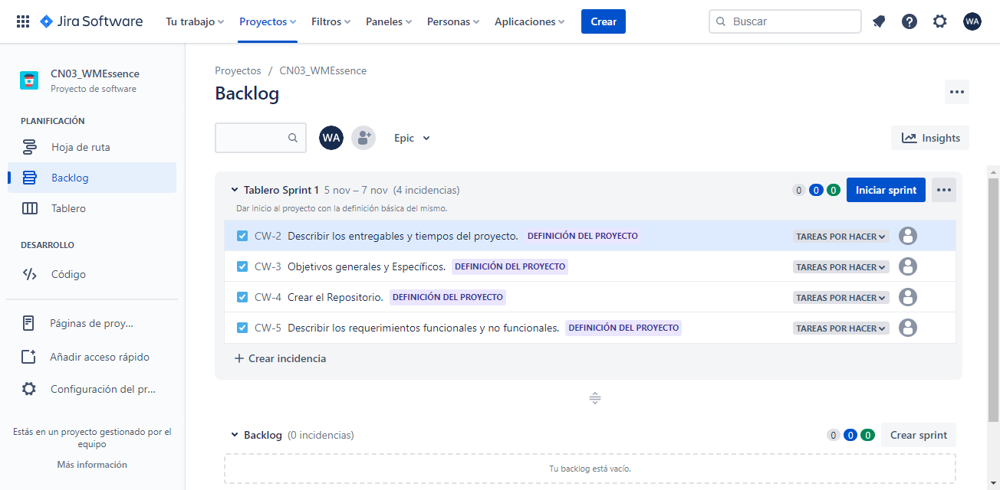 Jira Software Tu trabajo Proyectos Filtros Paneles Personas Aplicaciones Crear Buscar WA
CN03_WMEssence
Proyecto de software
PLANIFICACIÓN
Hoja de ruta
Backlog
Tablero
DESARROLLO
Código
Páginas de proy...
Añadir acceso rápido
Configuración del pr...
Estás en un proyecto gestionado por el
equipo
Más información
Proyectos / CN03_WMEssence
Backlog
WA Epic Insights
Tablero Sprint 1 5 nov – 7 nov (4 incidencias) 0 0 0 Iniciar sprint
Dar inicio al proyecto con la definición básica del mismo.
CW-2 Describir los entregables y tiempos del proyecto. DEFINICIÓN DEL PROYECTO TAREAS POR HACER
CW-3 Objetivos generales y Específicos. DEFINICIÓN DEL PROYECTO TAREAS POR HACER
CW-4 Crear el Repositorio. DEFINICIÓN DEL PROYECTO TAREAS POR HACER
CW-5 Describir los requerimientos funcionales y no funcionales. DEFINICIÓN DEL PROYECTO TAREAS POR HACER
+ Crear incidencia
Backlog (0 incidencias) 0 0 0 Crear sprint
Tu backlog está vacío.